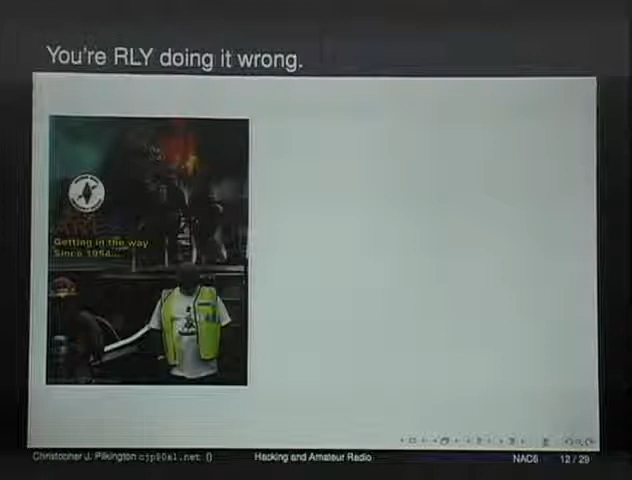 You're RLY doing it wrong.
Getting in the way
Since 1954...
Christopher J. Pilkington
Hacking and Amateur Radio
NAC6
12 / 29